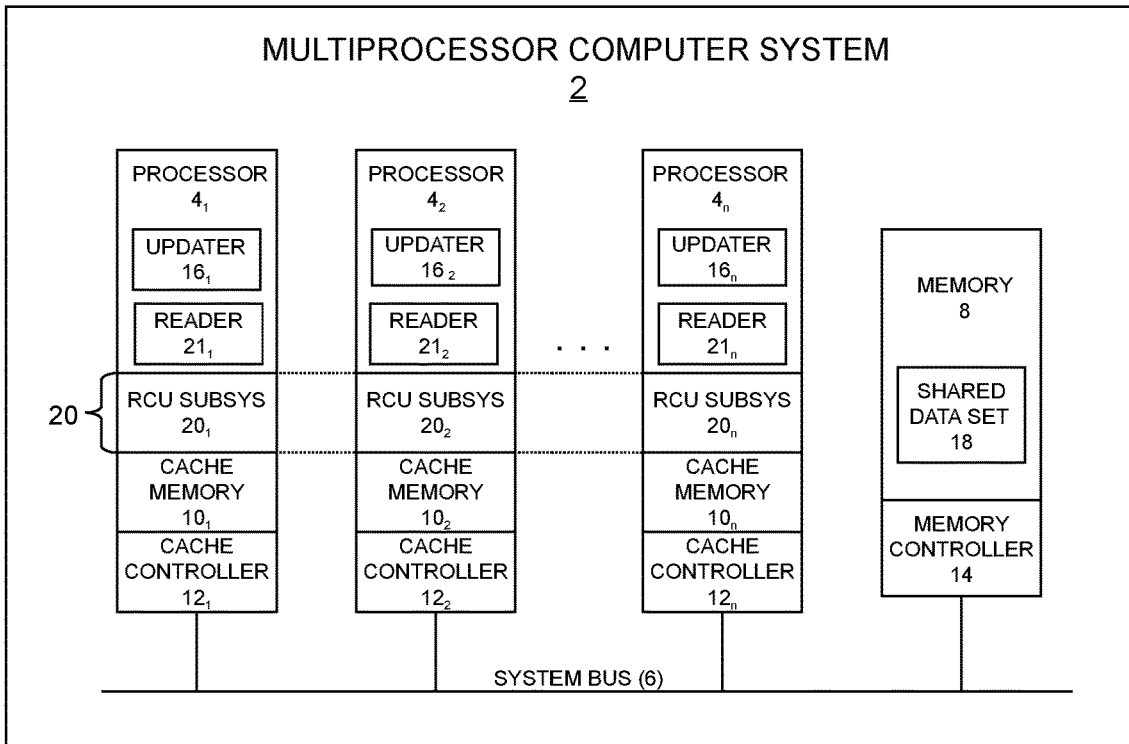 MULTIPROCESSOR COMPUTER SYSTEM
2
PROCESSOR
4₁
UPDATER
16₁
READER
21₁
RCU SUBSYS
20₁
CACHE
MEMORY
10₁
CACHE
CONTROLLER
12₁
PROCESSOR
4₂
UPDATER
16₂
READER
21₂
RCU SUBSYS
20₂
CACHE
MEMORY
10₂
CACHE
CONTROLLER
12₂
. . .
PROCESSOR
4ₙ
UPDATER
16ₙ
READER
21ₙ
RCU SUBSYS
20ₙ
CACHE
MEMORY
10ₙ
CACHE
CONTROLLER
12ₙ
MEMORY
8
SHARED
DATA SET
18
MEMORY
CONTROLLER
14
20
SYSTEM BUS (6)